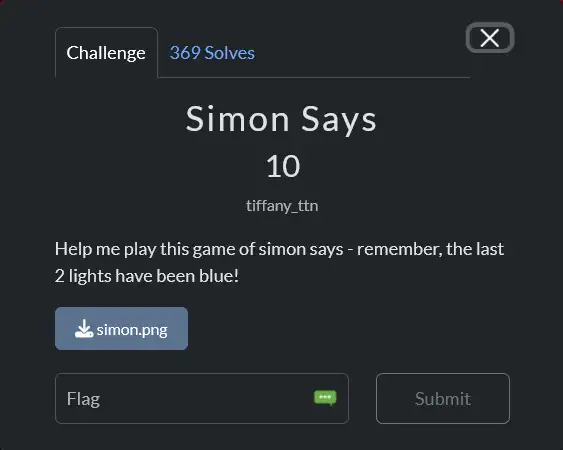 Challenge
369 Solves
Simon Says
10
tiffany_ttn
Help me play this game of simon says - remember, the last
2 lights have been blue!
simon.png
Flag
Submit